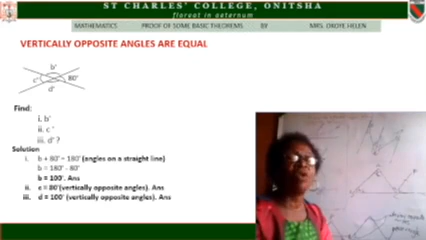 ST CHARLES' COLLEGE, ONITSHA
floreat in aeternum
MATHEMATICS PROOF OF SOME BASIC THEOREMS BY MRS. OKOYE HELEN
VERTICALLY OPPOSITE ANGLES ARE EQUAL
b°
c° 80°
d°
Find:
i. b°
ii. c °
iii. d° ?
Solution
i. b + 80° = 180° (angles on a straight line)
b = 180° - 80°
b = 100°. Ans
ii. c = 80°(vertically opposite angles). Ans
iii. d = 100° (vertically opposite angles). Ans